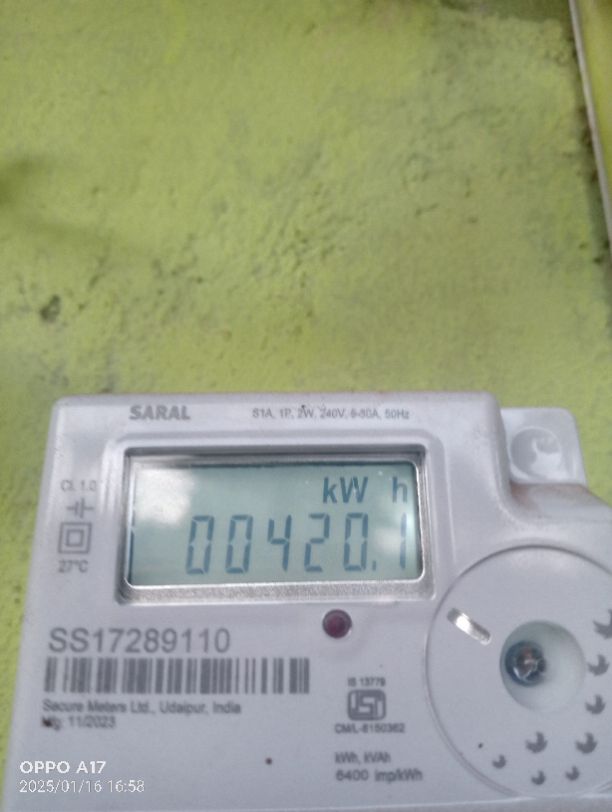 SARAL
S1A, 1P, 2W, 240V, 5-30A, 50Hz
CL 1.0
kW h
00420.1
27°C
SS17289110
Secure Meters Ltd., Udaipur, India
Mfg: 11/2023
IS 13779
ISI
CM/L-8150362
kWh, kVAh
6400 imp/kWh
OPPO A17
2025/01/16 16:58